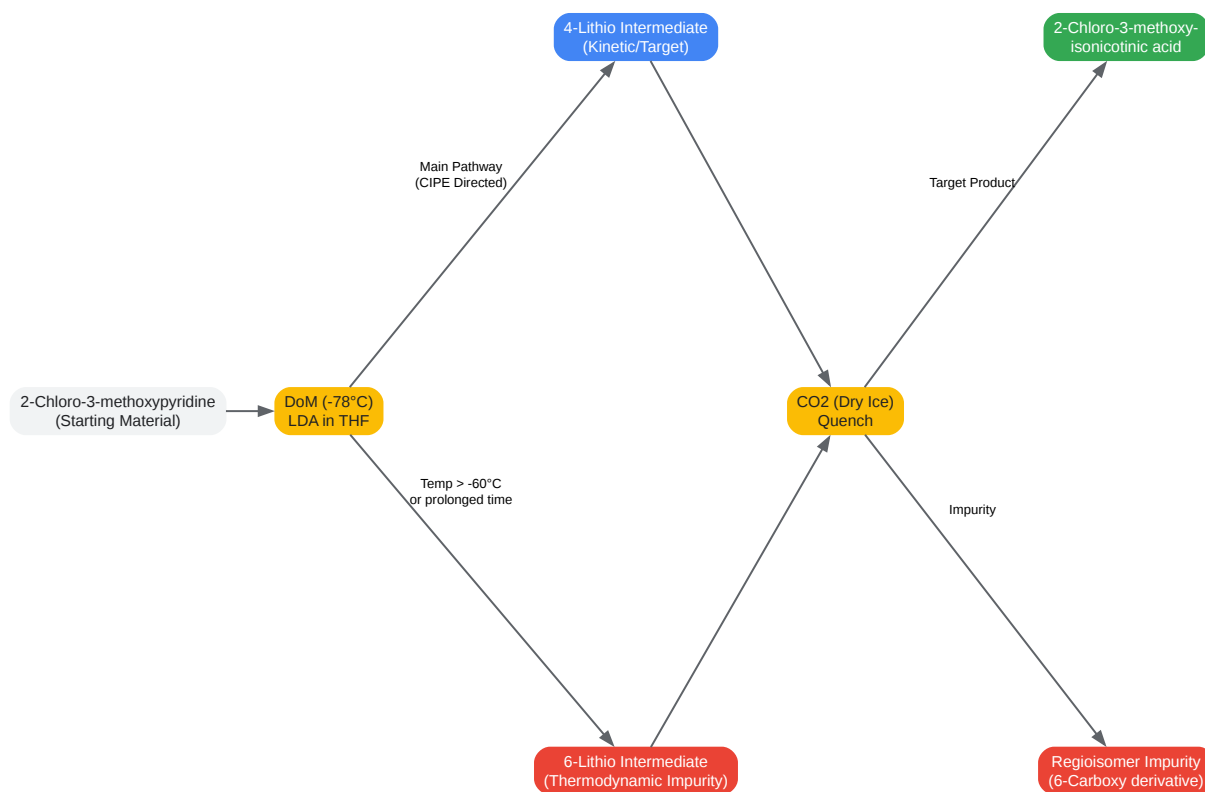 4-Lithio Intermediate
(Kinetic/Target)
2-Chloro-3-methoxy-
isonicotinic acid
Main Pathway
(CIPE Directed)
Target Product
2-Chloro-3-methoxypyridine
(Starting Material)
DoM (-78°C)
LDA in THF
CO2 (Dry Ice)
Quench
Temp > -60°C
or prolonged time
Impurity
6-Lithio Intermediate
(Thermodynamic Impurity)
Regioisomer Impurity
(6-Carboxy derivative)